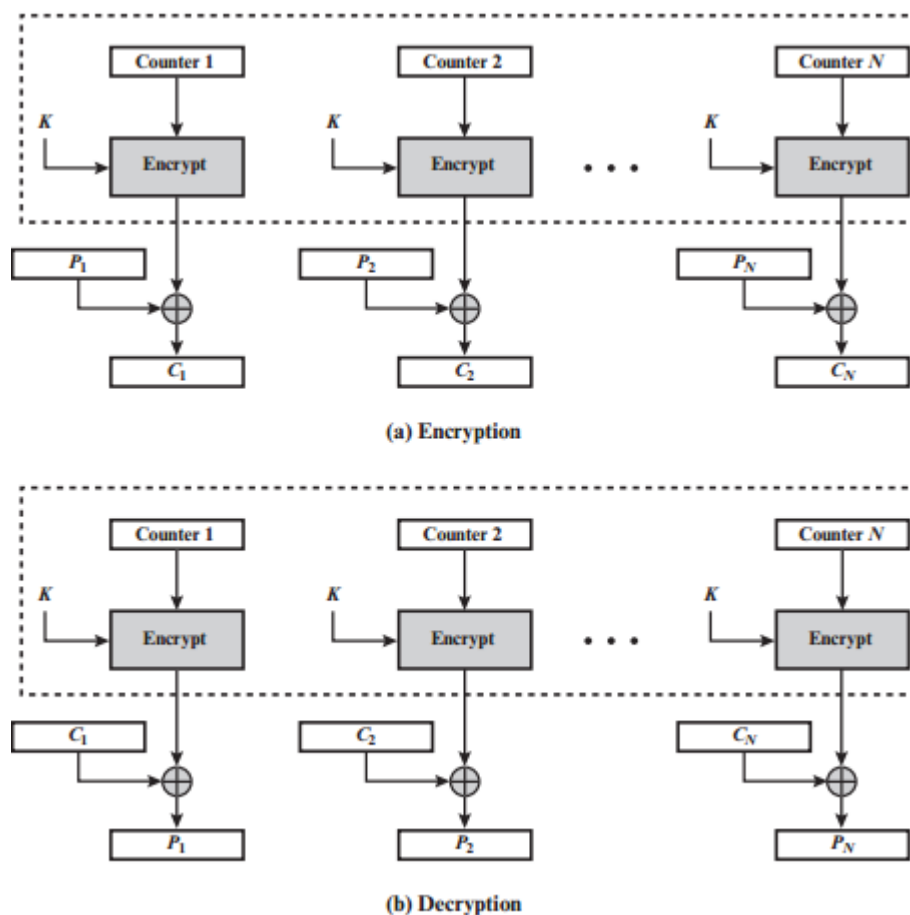 Counter 1 Counter 2 Counter N
K K K
Encrypt Encrypt • • • Encrypt
P1 P2 PN
C1 C2 CN
(a) Encryption
Counter 1 Counter 2 Counter N
K K K
Encrypt Encrypt • • • Encrypt
C1 C2 CN
P1 P2 PN
(b) Decryption